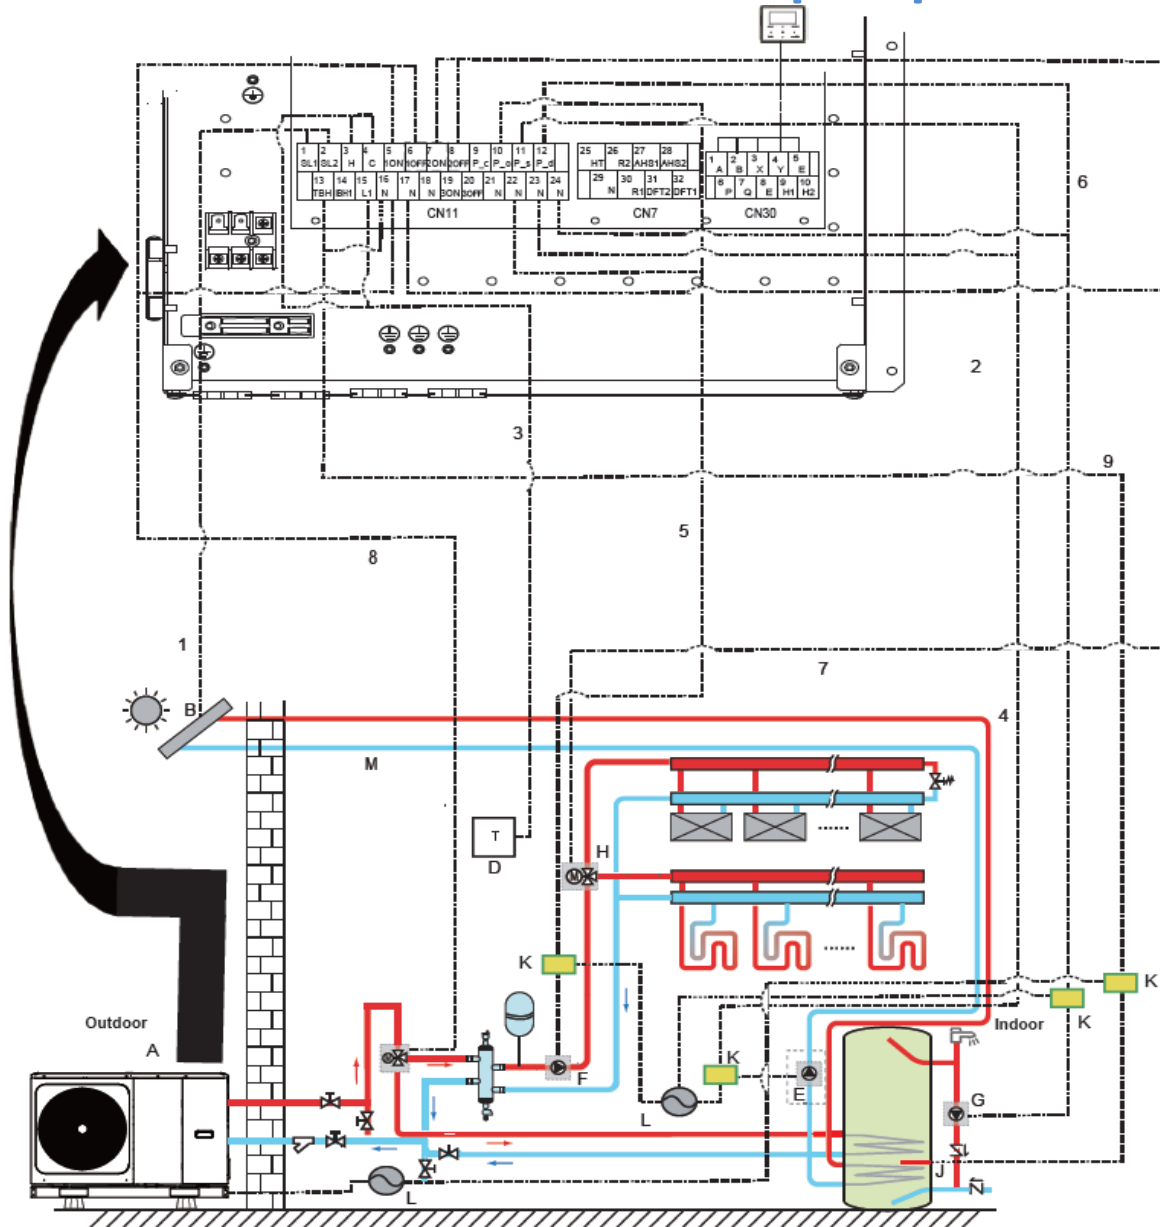 1 2 3 4 5 6 7 8 9 10 11 12
SL1 SL2 H C 1ON 1OFF 2ON 2OFF P_c P_o P_s P_d
13 14 15 16 17 18 19 20 21 22 23 24
TBH IBH1 L1 N N N 3ON 3OFF N N N N
CN11
25 26 27 28
HT R2 AHS1 AHS2
29 30 31 32
N R1 DFT2 DFT1
CN7
1 2 3 4 5
A B X Y E
6 7 8 9 10
P Q E H1 H2
CN30
6
2
3
9
5
8
1
7
B
4
M
T
D
H
M
K
K
Outdoor
Indoor
A
K
K
F
E
G
L
J
L